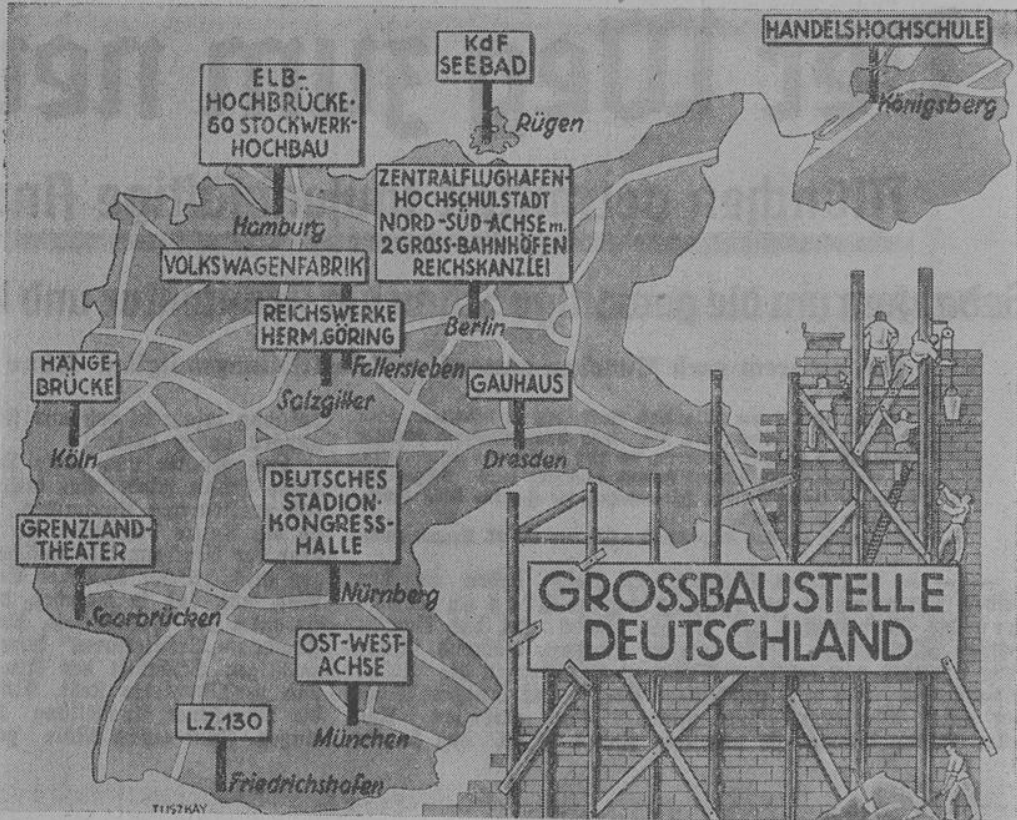 HANDELSHOCHSCHULE
Königsberg
KdF
SEEBAD
Rügen
ELB-
HOCHBRÜCKE·
60 STOCKWERK-
HOCHBAU
Hamburg
ZENTRALFLUGHAFEN-
HOCHSCHULSTADT
NORD-SÜD-ACHSE m.
2 GROSS-BAHNHÖFEN
REICHSKANZLEI
Berlin
VOLKSWAGENFABRIK
Fallersleben
REICHSWERKE
HERM. GÖRING
Salzgitter
HÄNGE-
BRÜCKE
Köln
GAUHAUS
Dresden
DEUTSCHES
STADION·
KONGRESS-
HALLE
Nürnberg
GRENZLAND-
THEATER
Saarbrücken
OST-WEST-
ACHSE
München
L.Z.130
Friedrichshafen
GROSSBAUSTELLE
DEUTSCHLAND
TUSZKAY